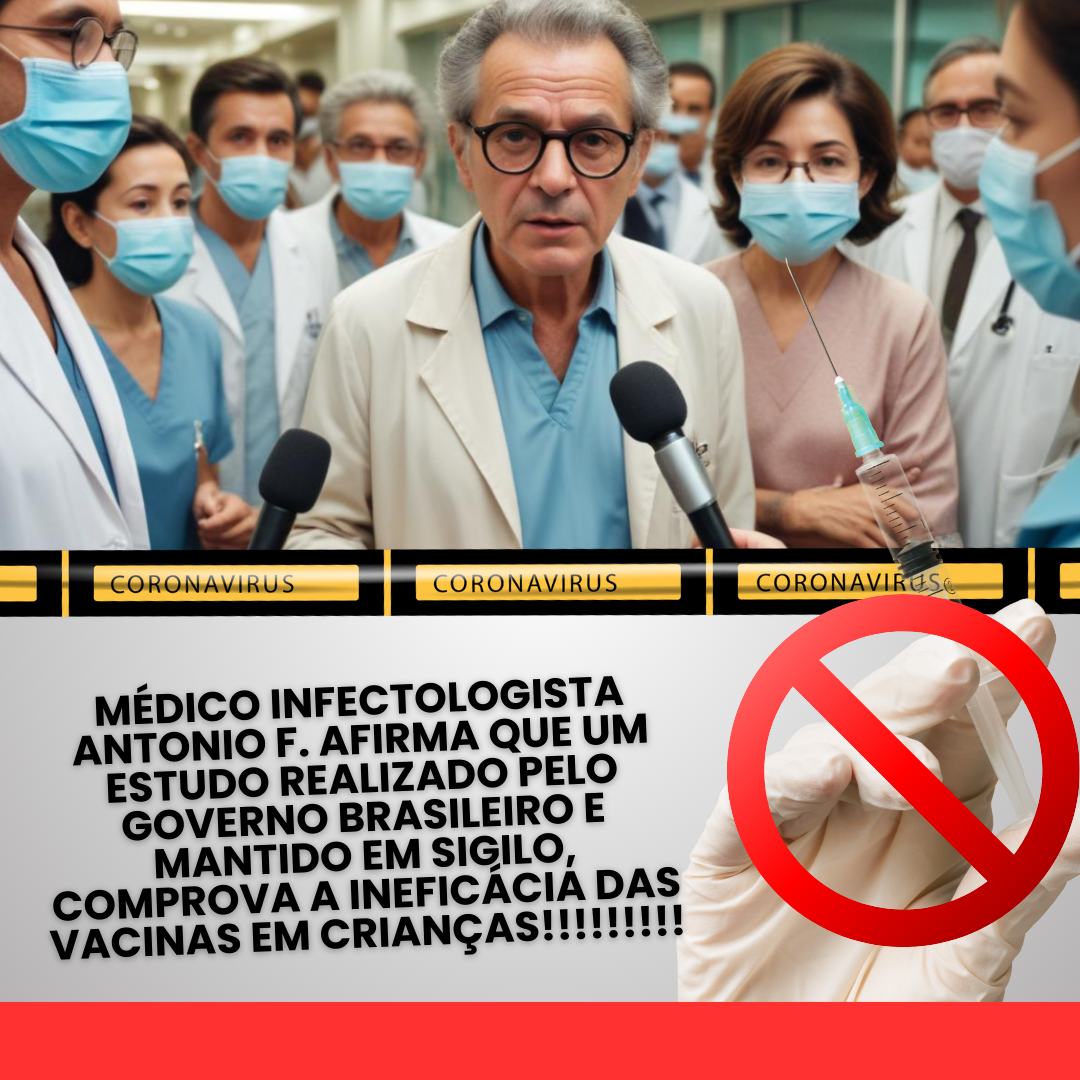 CORONAVIRUS CORONAVIRUS CORONAVIRUS
MÉDICO INFECTOLOGISTA
ANTONIO F. AFIRMA QUE UM
ESTUDO REALIZADO PELO
GOVERNO BRASILEIRO E
MANTIDO EM SIGILO,
COMPROVA A INEFICÁCIA DAS
VACINAS EM CRIANÇAS!!!!!!!!!